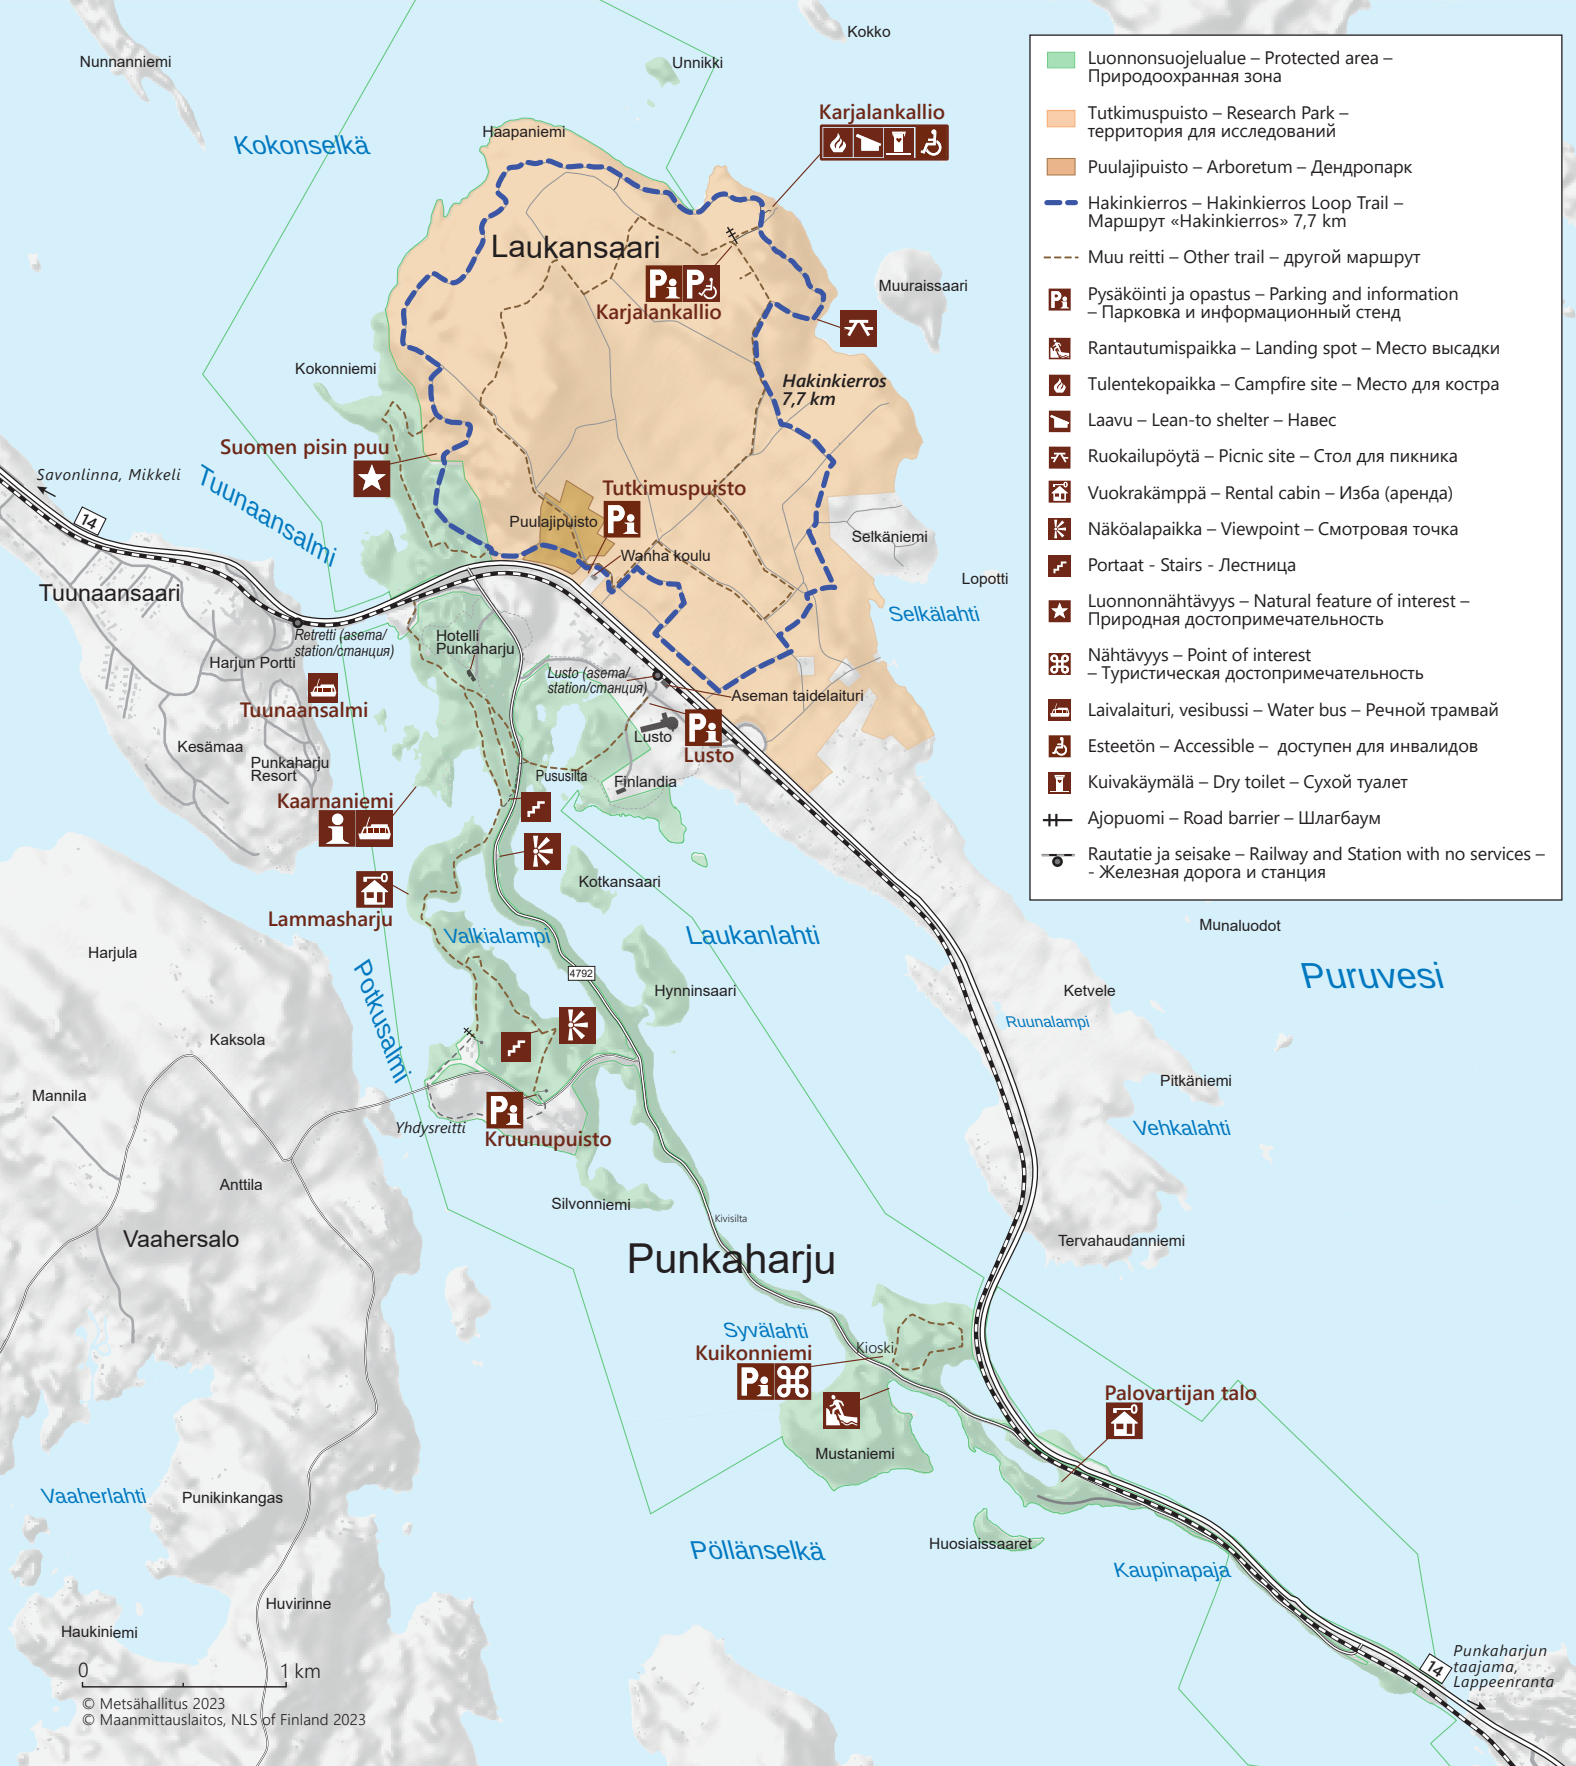 Nunnanniemi
Kokko
Unnikki
Kokonselkä
Haapaniemi
Karjalankallio
Laukansaari
Karjalankallio
Muuraissaari
Kokonniemi
Hakinkierros
7,7 km
Suomen pisin puu
Savonlinna, Mikkeli
14
Tuunaansalmi
Tutkimuspuisto
Puulajipuisto
Wanha koulu
Selkäniemi
Lopotti
Selkälahti
Tuunaansaari
Retretti (asema/
station/станция)
Harjun Portti
Hotelli
Punkaharju
Lusto (asema/
station/станция)
Aseman taidelaituri
Tuunaansalmi
Kesämaa
Punkaharju
Resort
Lusto
Lusto
Pususilta
Finlandia
Kaarnaniemi
Lammasharju
Kotkansaari
Valkialampi
Laukanlahti
Harjula
Potkusalmi
4792
Hynninsaari
Munaluodot
Puruvesi
Ketvele
Ruunalampi
Kaksola
Mannila
Pitkäniemi
Vehkalahti
Yhdysreitti
Kruunupuisto
Anttila
Silvonniemi
Kivisilta
Vaahersalo
Punkaharju
Tervahaudanniemi
Syvälahti
Kuikonniemi
Kioski
Mustaniemi
Palovartijan talo
Vaaherlahti
Punikinkangas
Pöllänselkä
Huosiaissaaret
Kaupinapaja
Huvirinne
Haukiniemi
14
Punkaharjun
taajama,
Lappeenranta
0 1 km
© Metsähallitus 2023
© Maanmittauslaitos, NLS of Finland 2023
Luonnonsuojelualue – Protected area –
Природоохранная зона
Tutkimuspuisto – Research Park –
территория для исследований
Puulajipuisto – Arboretum – Дендропарк
Hakinkierros – Hakinkierros Loop Trail –
Маршрут «Hakinkierros» 7,7 km
Muu reitti – Other trail – другой маршрут
Pysäköinti ja opastus – Parking and information
– Парковка и информационный стенд
Rantautumispaikka – Landing spot – Место высадки
Tulentekopaikka – Campfire site – Место для костра
Laavu – Lean-to shelter – Навес
Ruokailupöytä – Picnic site – Стол для пикника
Vuokrakämppä – Rental cabin – Изба (аренда)
Näköalapaikka – Viewpoint – Смотровая точка
Portaat - Stairs - Лестница
Luonnonnähtävyys – Natural feature of interest –
Природная достопримечательность
Nähtävyys – Point of interest
– Туристическая достопримечательность
Laivalaituri, vesibussi – Water bus – Речной трамвай
Esteetön – Accessible – доступен для инвалидов
Kuivakäymälä – Dry toilet – Сухой туалет
Ajopuomi – Road barrier – Шлагбаум
Rautatie ja seisake – Railway and Station with no services –
- Железная дорога и станция